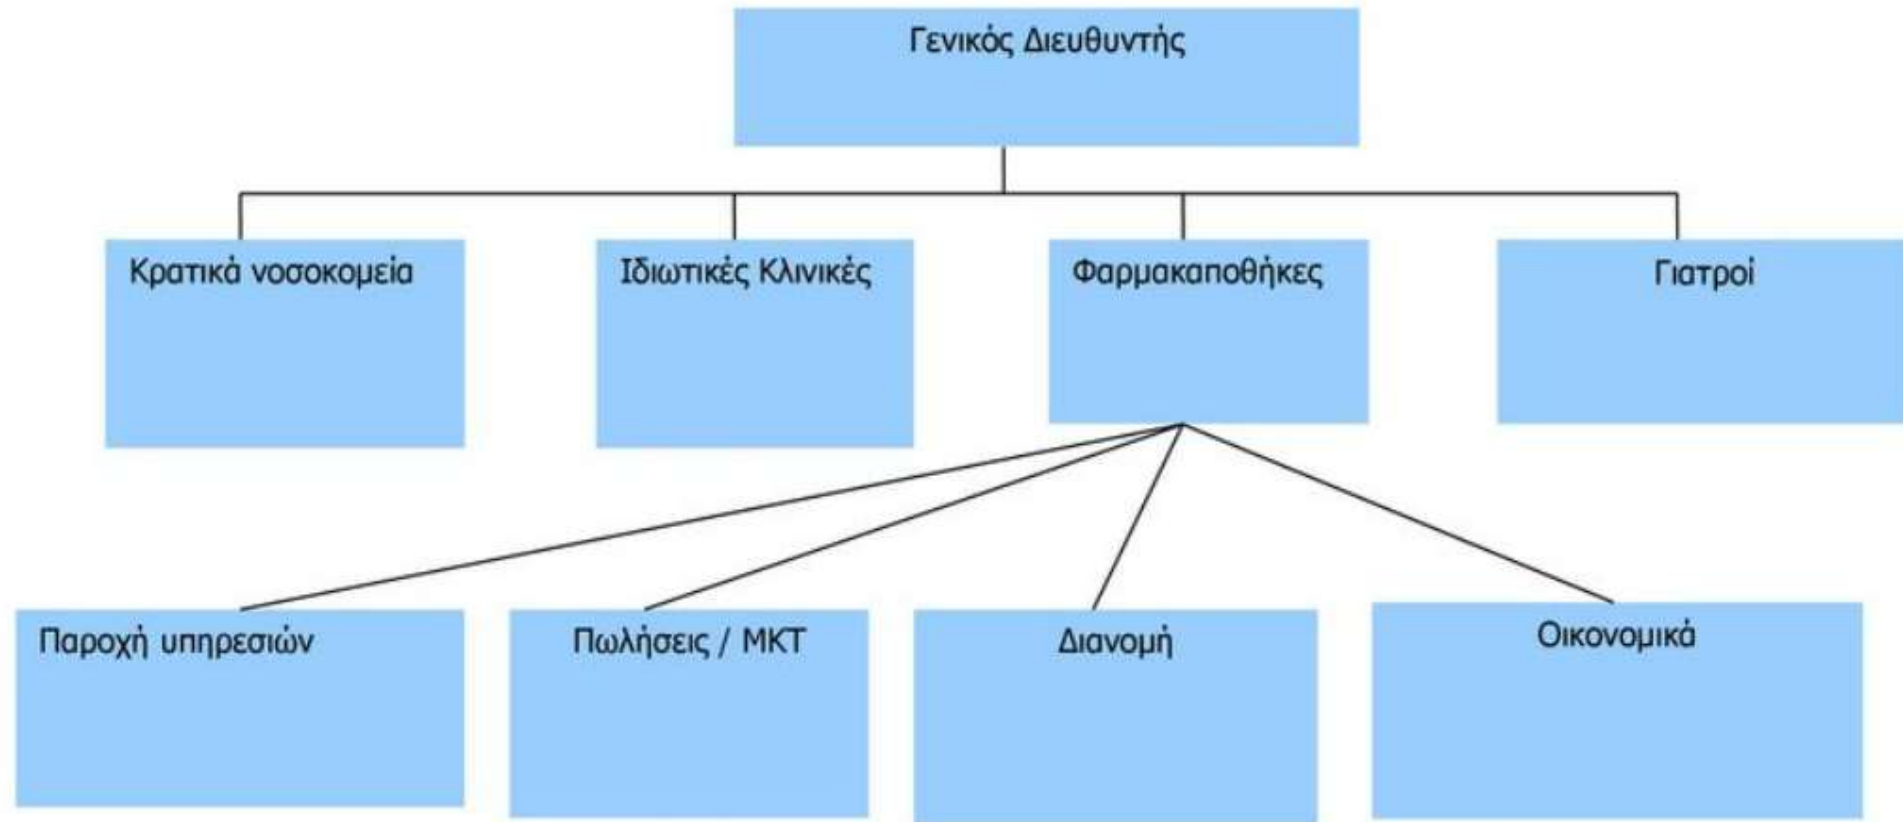 Γενικός Διευθυντής
Κρατικά νοσοκομεία
Ιδιωτικές Κλινικές
Φαρμακαποθήκες
Γιατροί
Παροχή υπηρεσιών
Πωλήσεις / ΜΚΤ
Διανομή
Οικονομικά